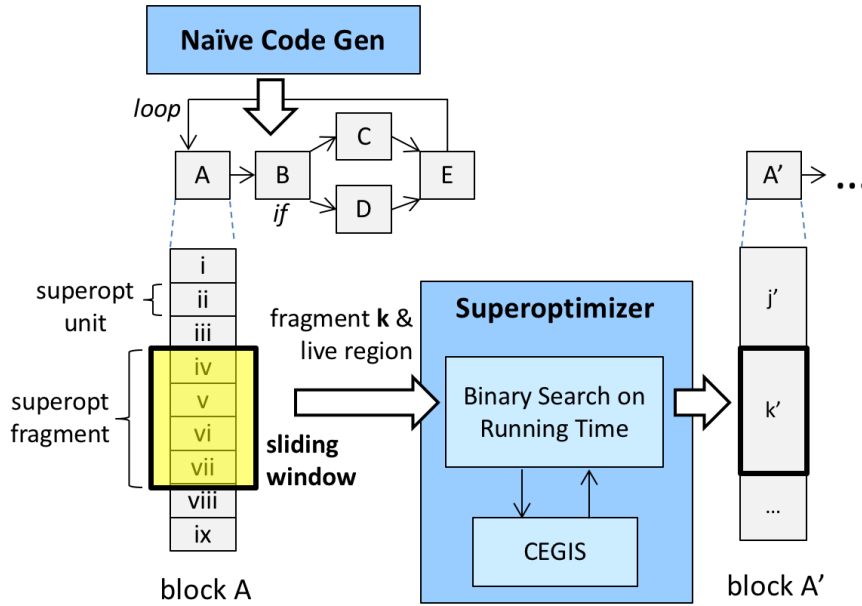 Naïve Code Gen
loop
C
A
B
E
A'
...
D
if
i
superopt
unit
ii
iii
fragment k &
live region
Superoptimizer
j'
iv
superopt
fragment
v
vi
vii
sliding
window
Binary Search on
Running Time
k'
viii
ix
CEGIS
...
block A
block A'